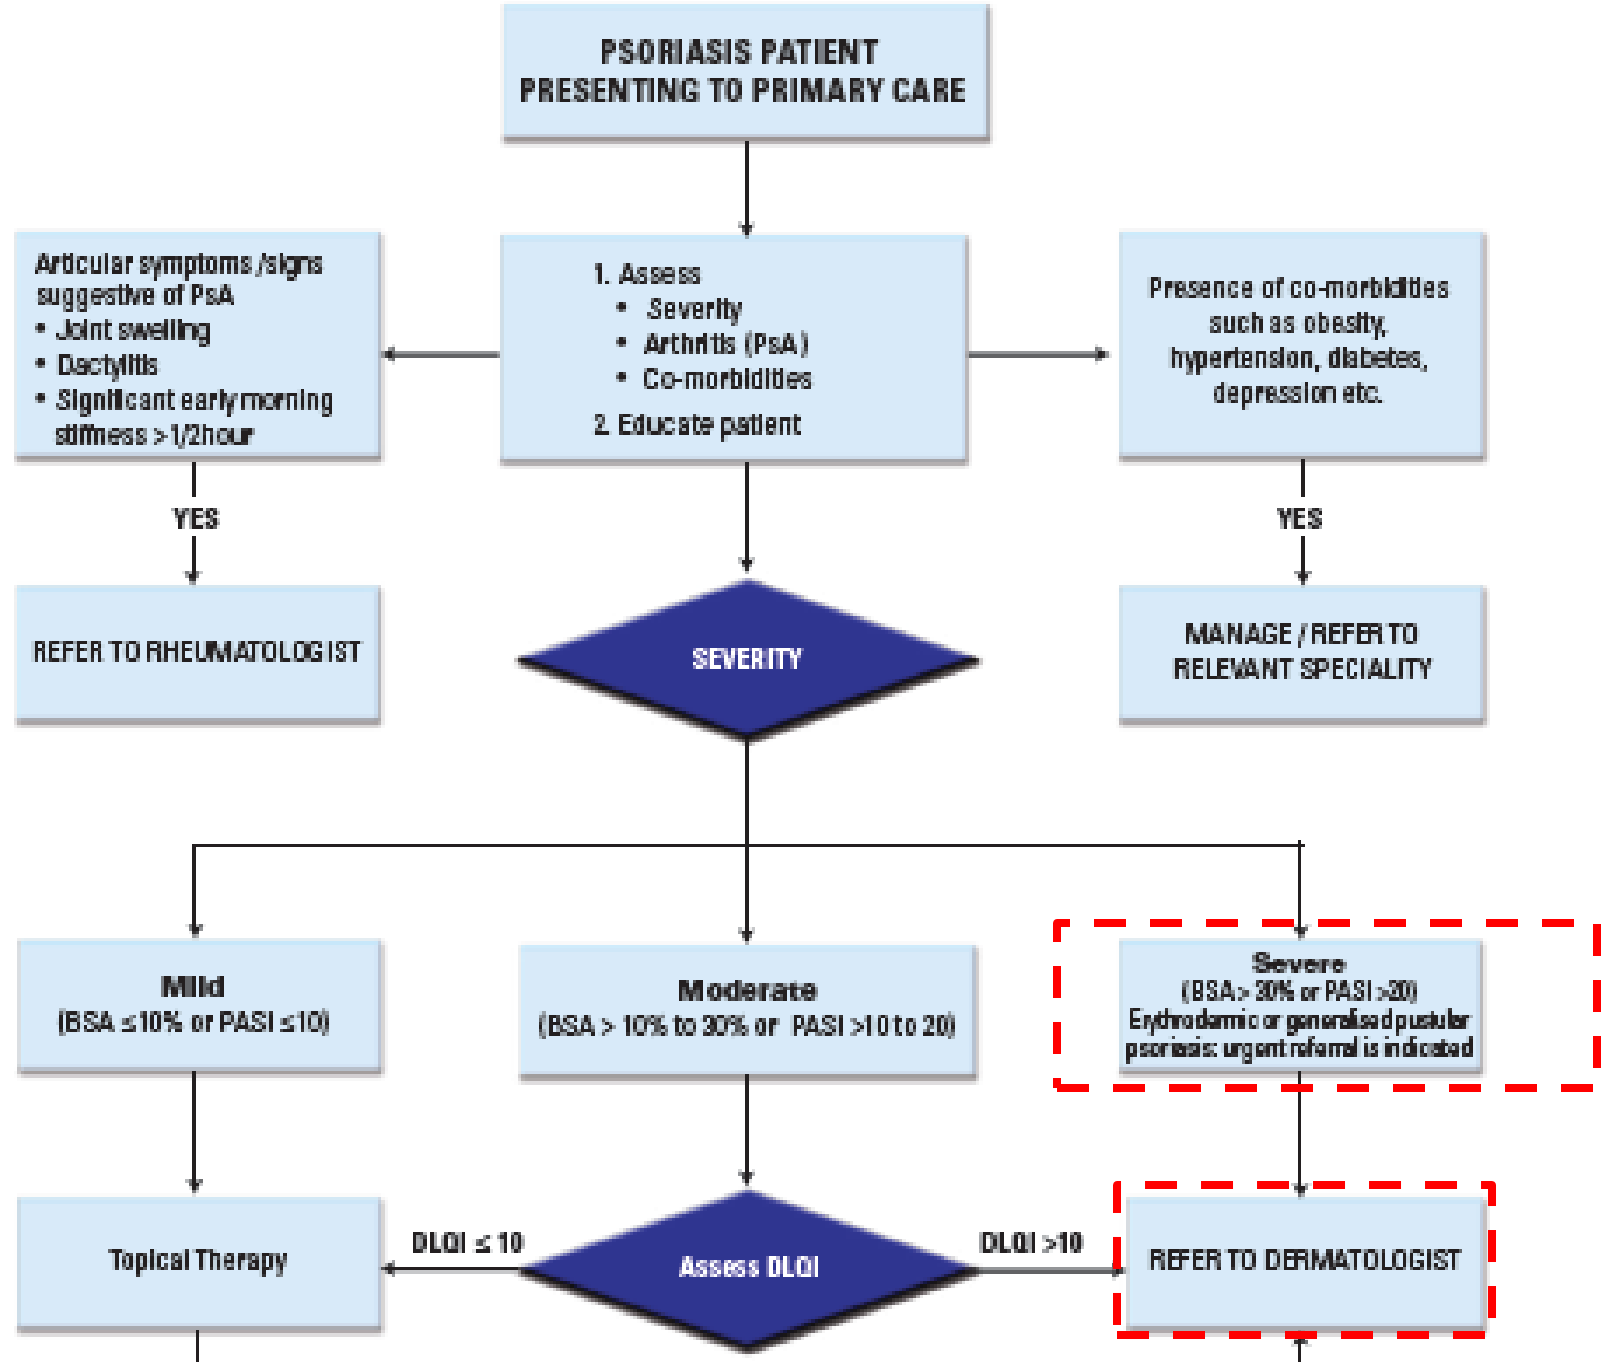 PSORIASIS PATIENT
PRESENTING TO PRIMARY CARE
Articular symptoms /signs
suggestive of PsA
• Joint swelling
• Dactylitis
• Significant early morning
stiffness >1/2hour
1. Assess
• Severity
• Arthritis (PsA)
• Co-morbidities
2. Educate patient
Presence of co-morbidities
such as obesity,
hypertension, diabetes,
depression etc.
YES
YES
REFER TO RHEUMATOLOGIST
SEVERITY
MANAGE / REFER TO
RELEVANT SPECIALITY
Mild
(BSA ≤10% or PASI ≤10)
Moderate
(BSA > 10% to 30% or PASI >10 to 20)
Severe
(BSA> 30% or PASI >20)
Erythrodermic or generalised pustular
psoriasis: urgent referral is indicated
Topical Therapy
DLQI ≤ 10
Assess DLQI
DLQI >10
REFER TO DERMATOLOGIST